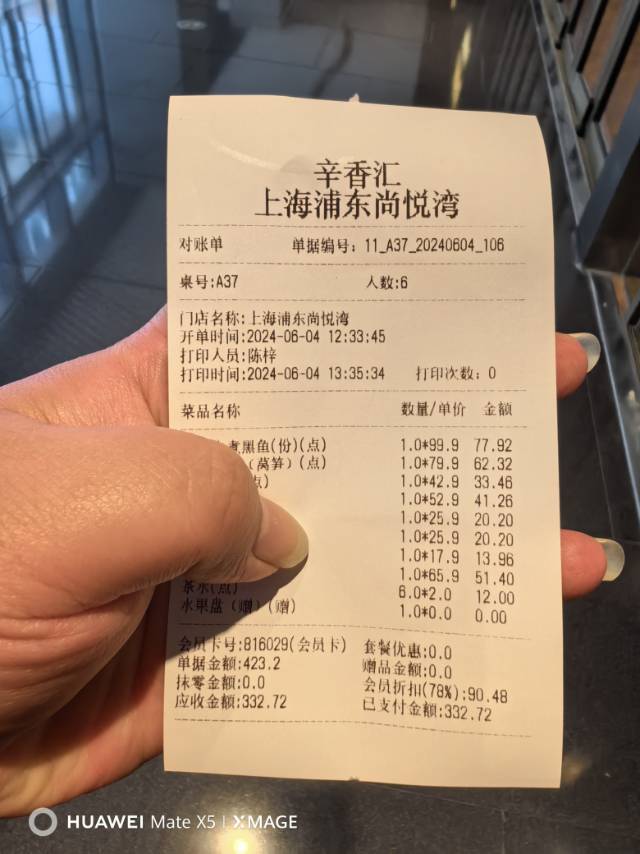 辛香汇
上海浦东尚悦湾
对账单 单据编号：11_A37_20240604_106
桌号:A37 人数:6
门店名称:上海浦东尚悦湾
开单时间:2024-06-04 12:33:45
打印人员:陈梓
打印时间:2024-06-04 13:35:34 打印次数：0
菜品名称 数量/单价 金额
煮黑鱼(份)(点) 1.0*99.9 77.92
(莴笋)(点) 1.0*79.9 62.32
点) 1.0*42.9 33.46
1.0*52.9 41.26
1.0*25.9 20.20
1.0*25.9 20.20
1.0*17.9 13.96
1.0*65.9 51.40
茶水(点) 6.0*2.0 12.00
水果盘（赠）(赠) 1.0*0.0 0.00
会员卡号:816029(会员卡) 套餐优惠:0.0
单据金额:423.2 赠品金额:0.0
抹零金额:0.0 会员折扣(78%):90.48
应收金额:332.72 已支付金额:332.72
HUAWEI Mate X5 | XMAGE